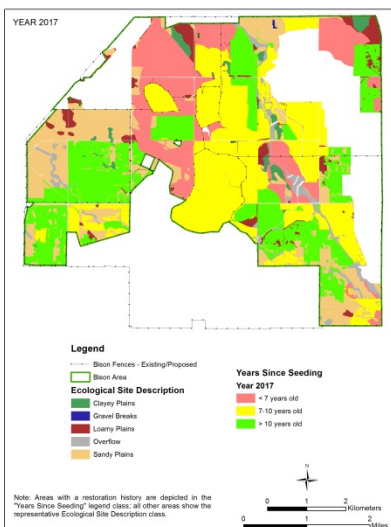 YEAR 2017
Legend
Bison Fences - Existing/Proposed
Bison Area
Ecological Site Description
Clayey Plains
Gravel Breaks
Loamy Plains
Overflow
Sandy Plains
Years Since Seeding
Year 2017
< 7 years old
7-10 years old
> 10 years old
N
Note: Areas with a restoration history are depicted in the
"Years Since Seeding" legend class; all other areas show the
representative Ecological Site Description class.
0 1 2
Kilometers
0 1 2
Miles